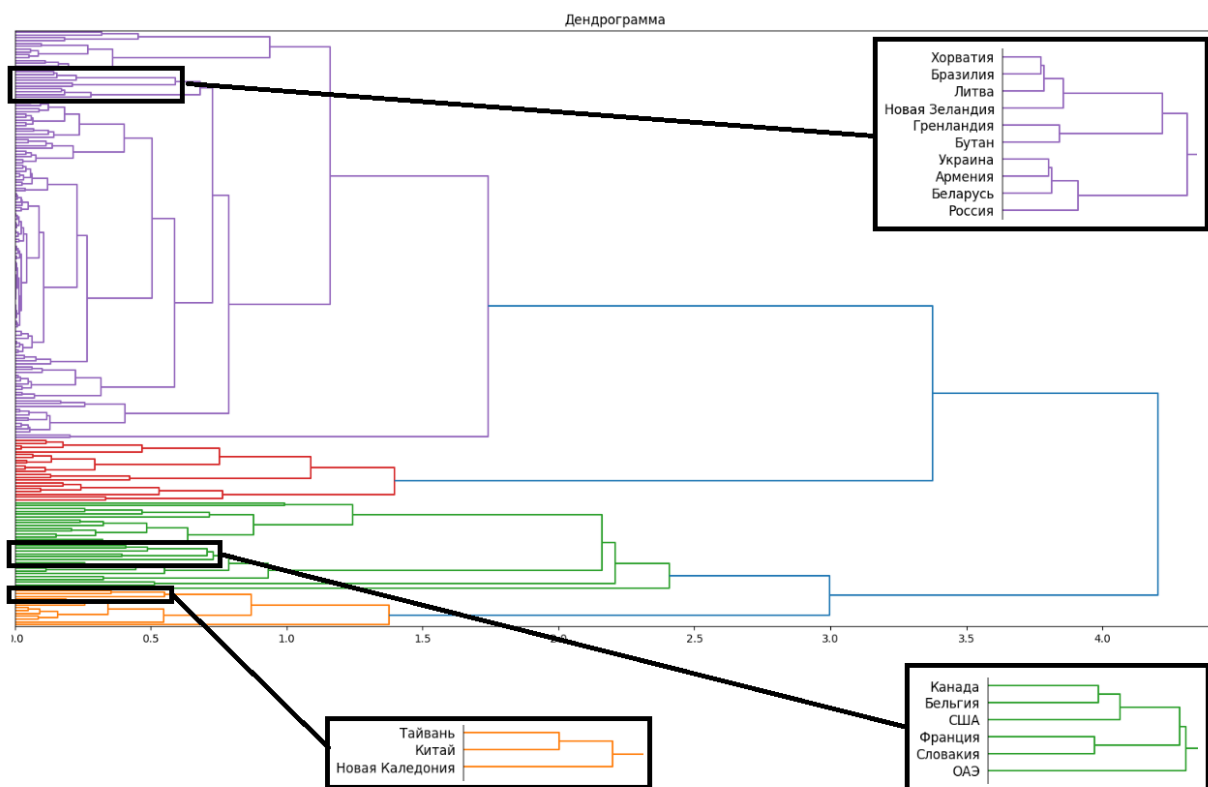 Дендрограмма
Хорватия
Бразилия
Литва
Новая Зеландия
Гренландия
Бутан
Украина
Армения
Беларусь
Россия
0.5
1.0
1.5
2.5
3.0
3.5
4.0
Канада
Бельгия
США
Франция
Словакия
ОАЭ
Тайвань
Китай
Новая Каледония